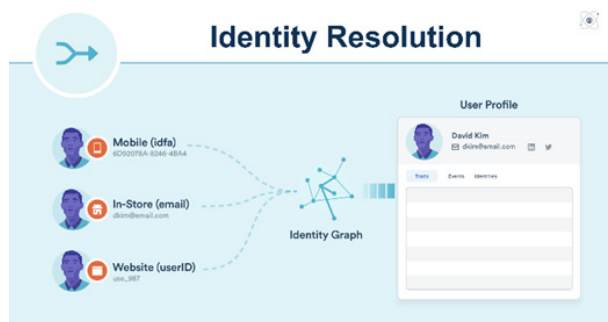 Identity Resolution
User Profile
David Kim
dkim@email.com
Mobile (idfa)
6D92078A-8246-4BA4
Traits Events Identities
In-Store (email)
dkim@email.com
Identity Graph
Website (userID)
use_987